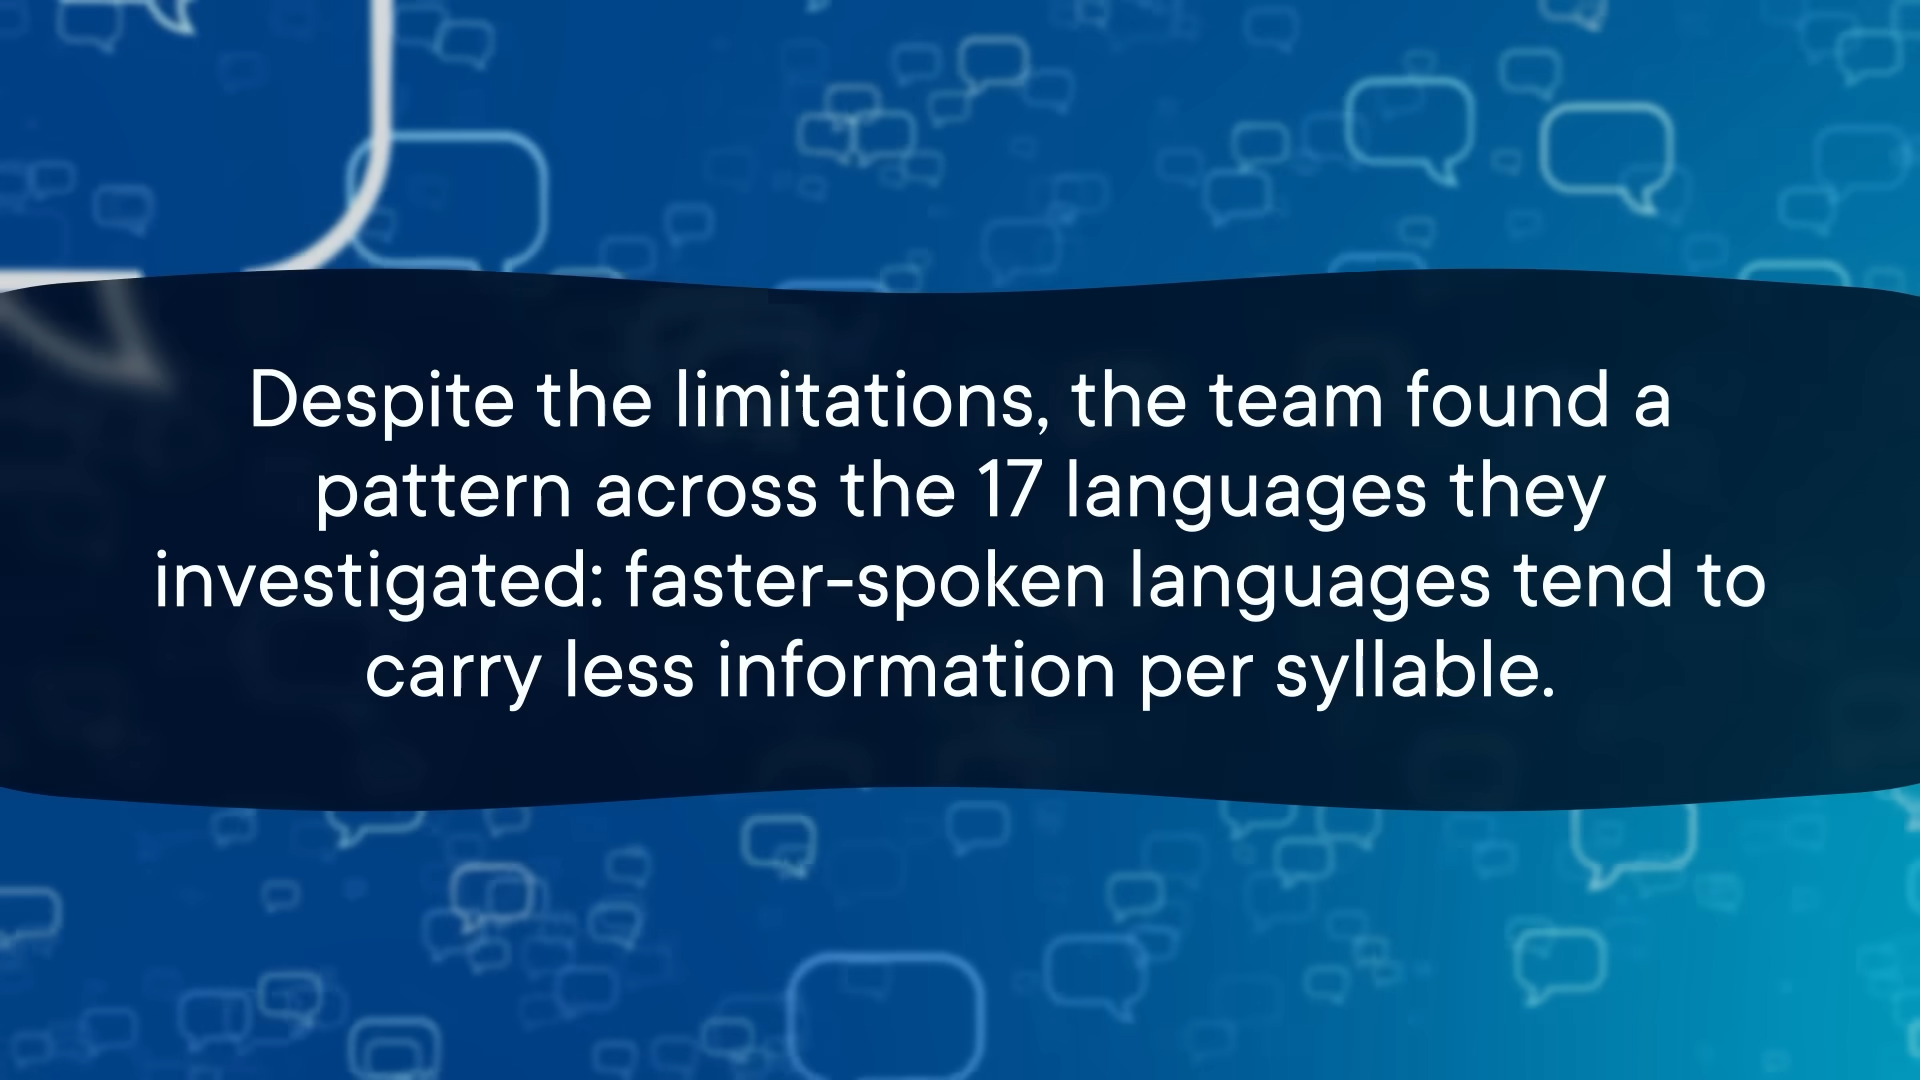 Despite the limitations, the team found a
pattern across the 17 languages they
investigated: faster-spoken languages tend to
carry less information per syllable.